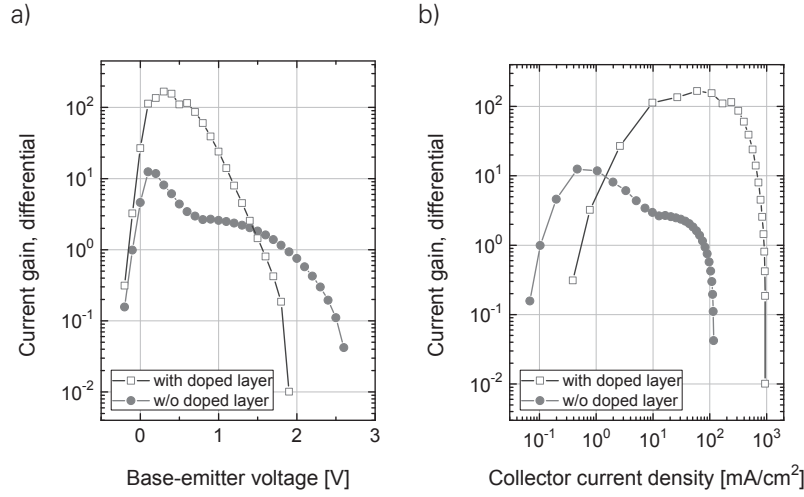 a)
b)
Current gain, differential
10^2
10^1
10^0
10^-1
10^-2
with doped layer
w/o doped layer
0 1 2 3
Base-emitter voltage [V]
Current gain, differential
10^2
10^1
10^0
10^-1
10^-2
with doped layer
w/o doped layer
10^-1 10^0 10^1 10^2 10^3
Collector current density [mA/cm^2]